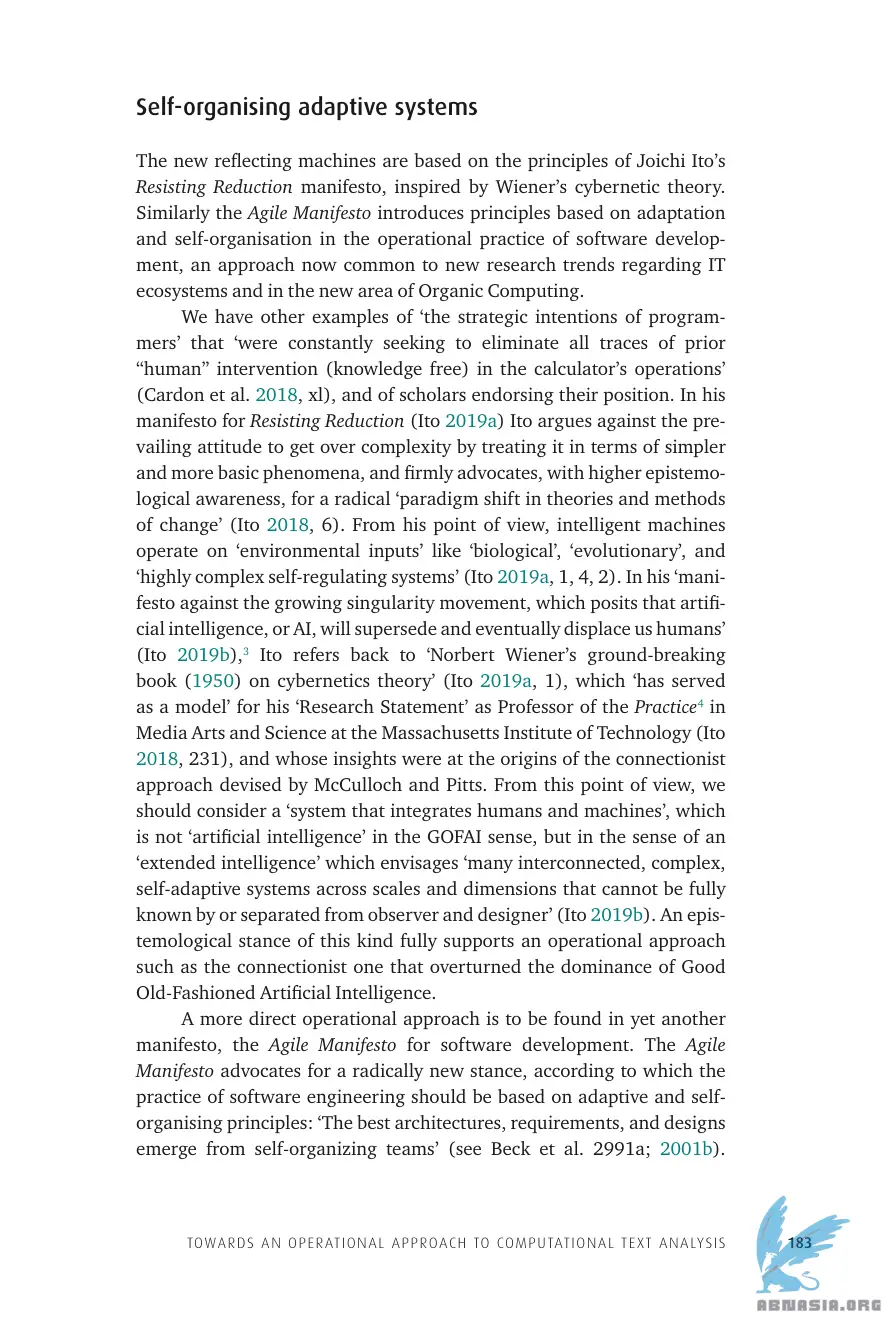 Self-organising adaptive systems
The new reflecting machines are based on the principles of Joichi Ito’s
Resisting Reduction manifesto, inspired by Wiener’s cybernetic theory.
Similarly the Agile Manifesto introduces principles based on adaptation
and self-organisation in the operational practice of software develop-
ment, an approach now common to new research trends regarding IT
ecosystems and in the new area of Organic Computing.
We have other examples of ‘the strategic intentions of program-
mers’ that ‘were constantly seeking to eliminate all traces of prior
“human” intervention (knowledge free) in the calculator’s operations’
(Cardon et al. 2018, xl), and of scholars endorsing their position. In his
manifesto for Resisting Reduction (Ito 2019a) Ito argues against the pre-
vailing attitude to get over complexity by treating it in terms of simpler
and more basic phenomena, and firmly advocates, with higher epistemo-
logical awareness, for a radical ‘paradigm shift in theories and methods
of change’ (Ito 2018, 6). From his point of view, intelligent machines
operate on ‘environmental inputs’ like ‘biological’, ‘evolutionary’, and
‘highly complex self-regulating systems’ (Ito 2019a, 1, 4, 2). In his ‘mani-
festo against the growing singularity movement, which posits that artifi-
cial intelligence, or AI, will supersede and eventually displace us humans’
(Ito 2019b),³ Ito refers back to ‘Norbert Wiener’s ground-breaking
book (1950) on cybernetics theory’ (Ito 2019a, 1), which ‘has served
as a model’ for his ‘Research Statement’ as Professor of the Practice⁴ in
Media Arts and Science at the Massachusetts Institute of Technology (Ito
2018, 231), and whose insights were at the origins of the connectionist
approach devised by McCulloch and Pitts. From this point of view, we
should consider a ‘system that integrates humans and machines’, which
is not ‘artificial intelligence’ in the GOFAI sense, but in the sense of an
‘extended intelligence’ which envisages ‘many interconnected, complex,
self-adaptive systems across scales and dimensions that cannot be fully
known by or separated from observer and designer’ (Ito 2019b). An epis-
temological stance of this kind fully supports an operational approach
such as the connectionist one that overturned the dominance of Good
Old-Fashioned Artificial Intelligence.
A more direct operational approach is to be found in yet another
manifesto, the Agile Manifesto for software development. The Agile
Manifesto advocates for a radically new stance, according to which the
practice of software engineering should be based on adaptive and self-
organising principles: ‘The best architectures, requirements, and designs
emerge from self-organizing teams’ (see Beck et al. 2991a; 2001b).
TOWARDS AN OPERATIONAL APPROACH TO COMPUTATIONAL TEXT ANALYSIS 183
ABNASIA.ORG